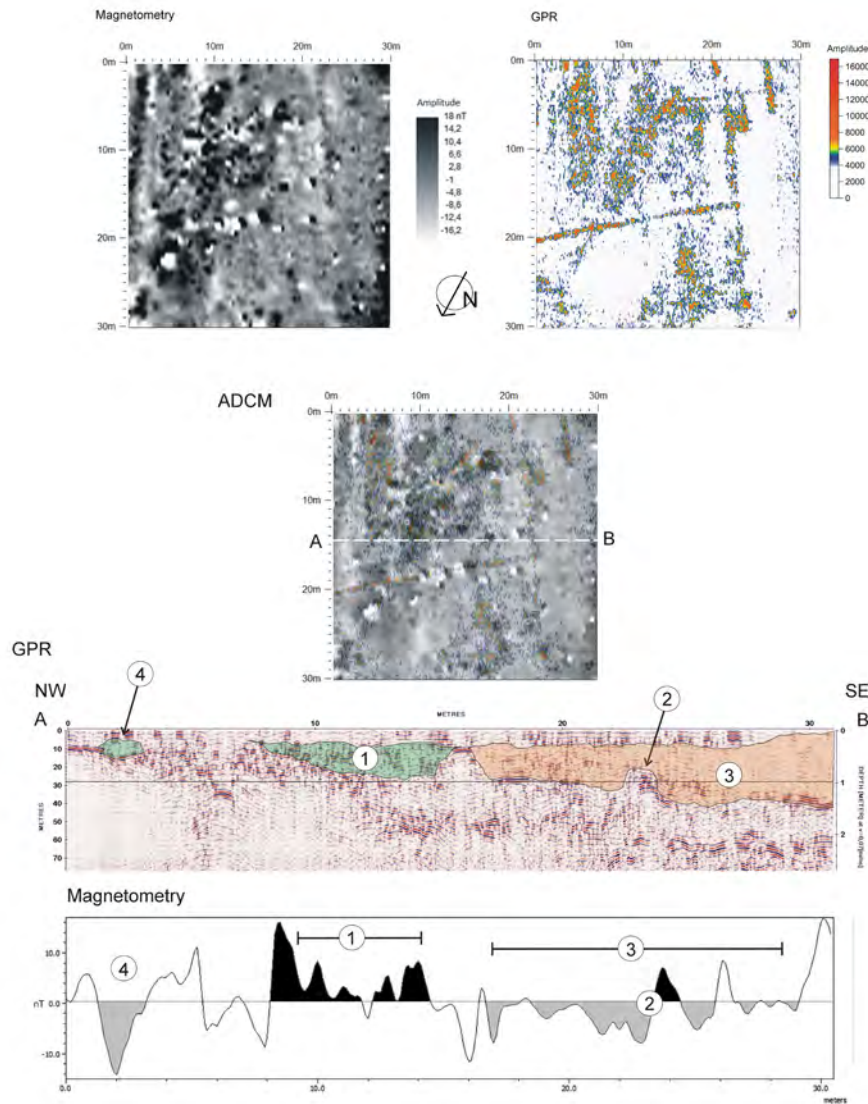 Magnetometry
GPR
0m 10m 20m 30m
0m 10m 20m 30m
0m
10m
20m
30m
Amplitude
18 nT
14,2
10,4
6,6
2,8
-1
-4,8
-8,6
-12,4
-16,2
N
0m
10m
20m
30m
Amplitude
16000
14000
12000
10000
8000
6000
4000
2000
0
ADCM
0m 10m 20m 30m
0m
10m
20m
30m
A B
GPR
NW SE
A B
4 2
METRES METRES
0 10 20 30
0
10
20
30
40
50
60
70
METRES
1 3
0
1
2
Magnetometry
10.0
nT 0.0
-10.0
4 1 3 2
0.0 10.0 20.0 30.0
meters